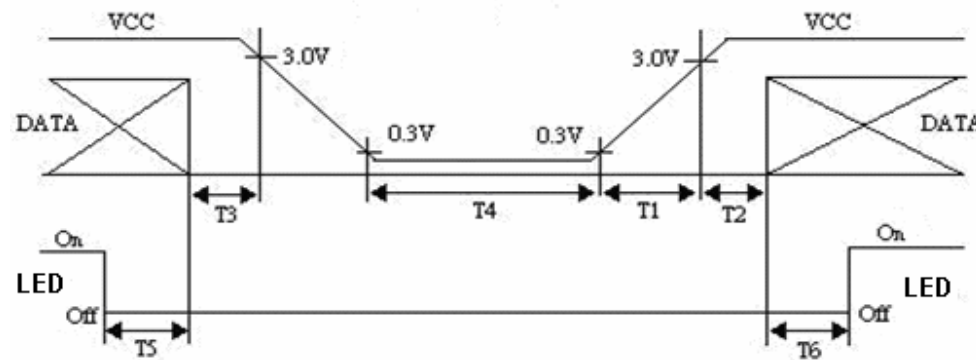 VCC VCC
3.0V 3.0V
DATA 0.3V 0.3V DATA
T3 T4 T1 T2
On On
LED LED
Off Off
T5 T6